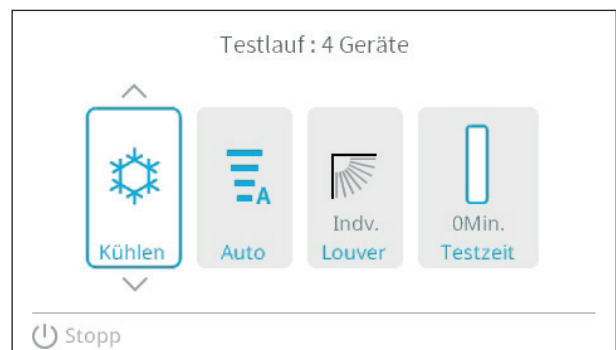 Testlauf : 4 Geräte
A
Indv. 0Min.
Kühlen Auto Louver Testzeit
Stopp